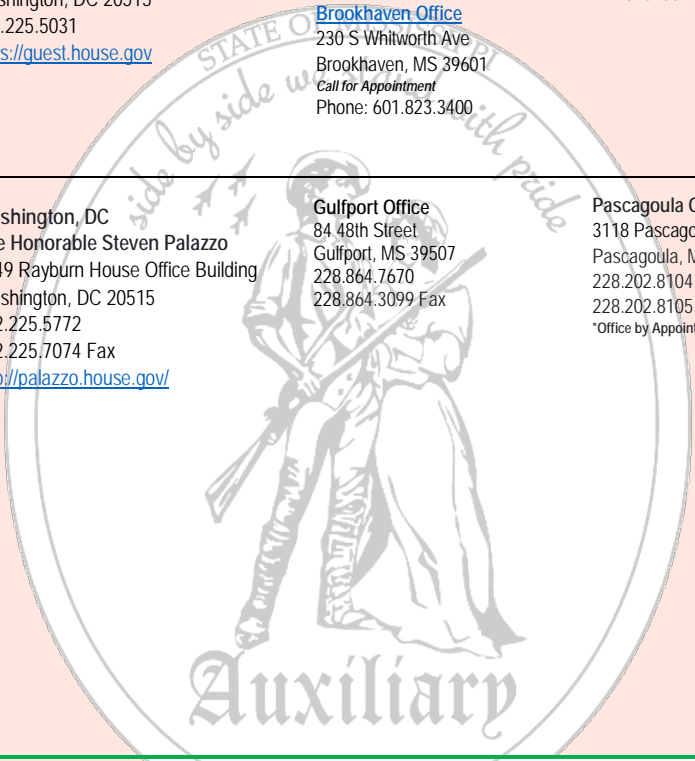 shington, DC 20515
.225.5031
s://guest.house.gov
Brookhaven Office
230 S Whitworth Ave
Brookhaven, MS 39601
Call for Appointment
Phone: 601.823.3400
STATE OF MISSISSIPPI
side by side we stand with pride
shington, DC
e Honorable Steven Palazzo
49 Rayburn House Office Building
shington, DC 20515
2.225.5772
2.225.7074 Fax
p://palazzo.house.gov/
Gulfport Office
84 48th Street
Gulfport, MS 39507
228.864.7670
228.864.3099 Fax
Pascagoula O
3118 Pascago
Pascagoula, M
228.202.8104
228.202.8105
*Office by Appoint
Auxiliary